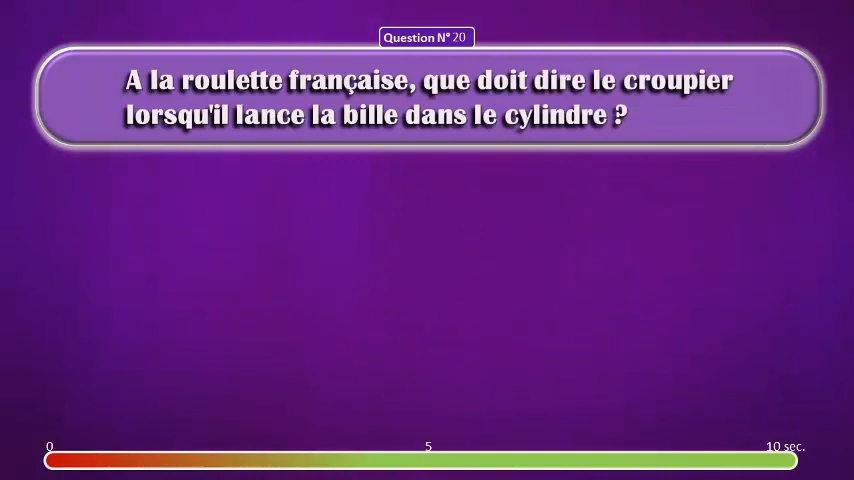 Question N° 20
A la roulette française, que doit dire le croupier
lorsqu'il lance la bille dans le cylindre ?
0 5 10 sec.